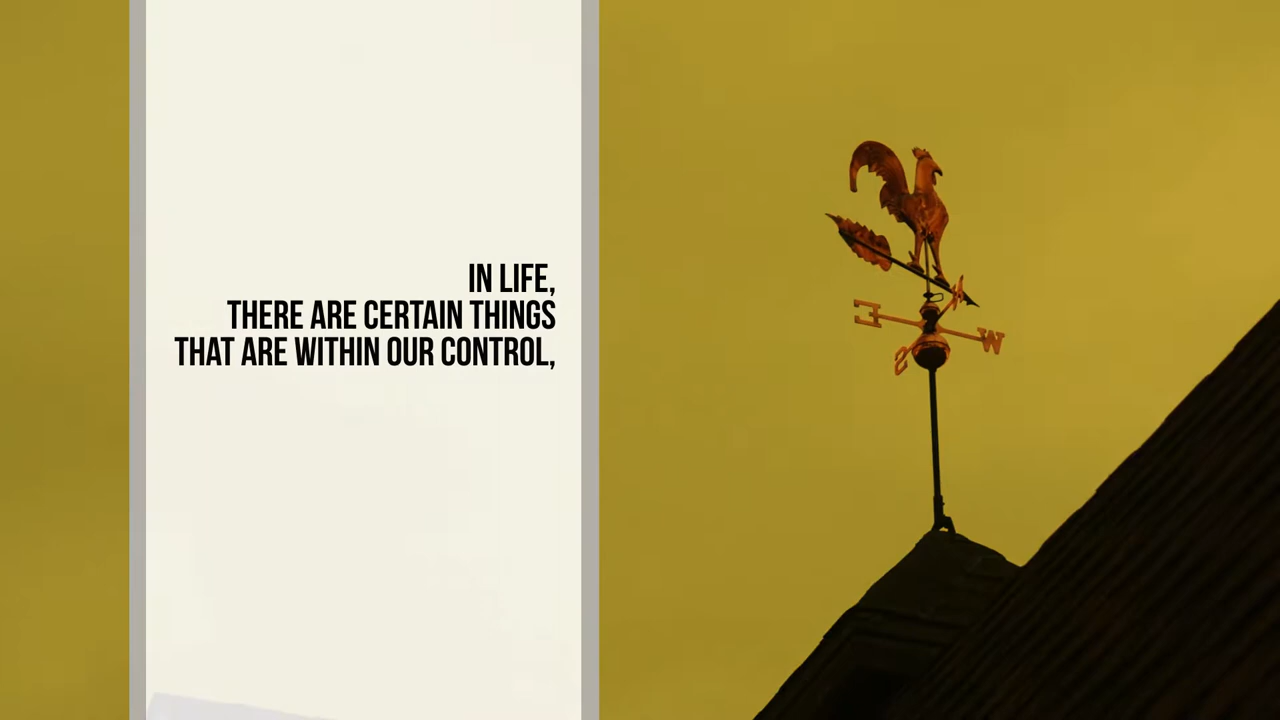 IN LIFE,
THERE ARE CERTAIN THINGS
THAT ARE WITHIN OUR CONTROL,
E
W
S